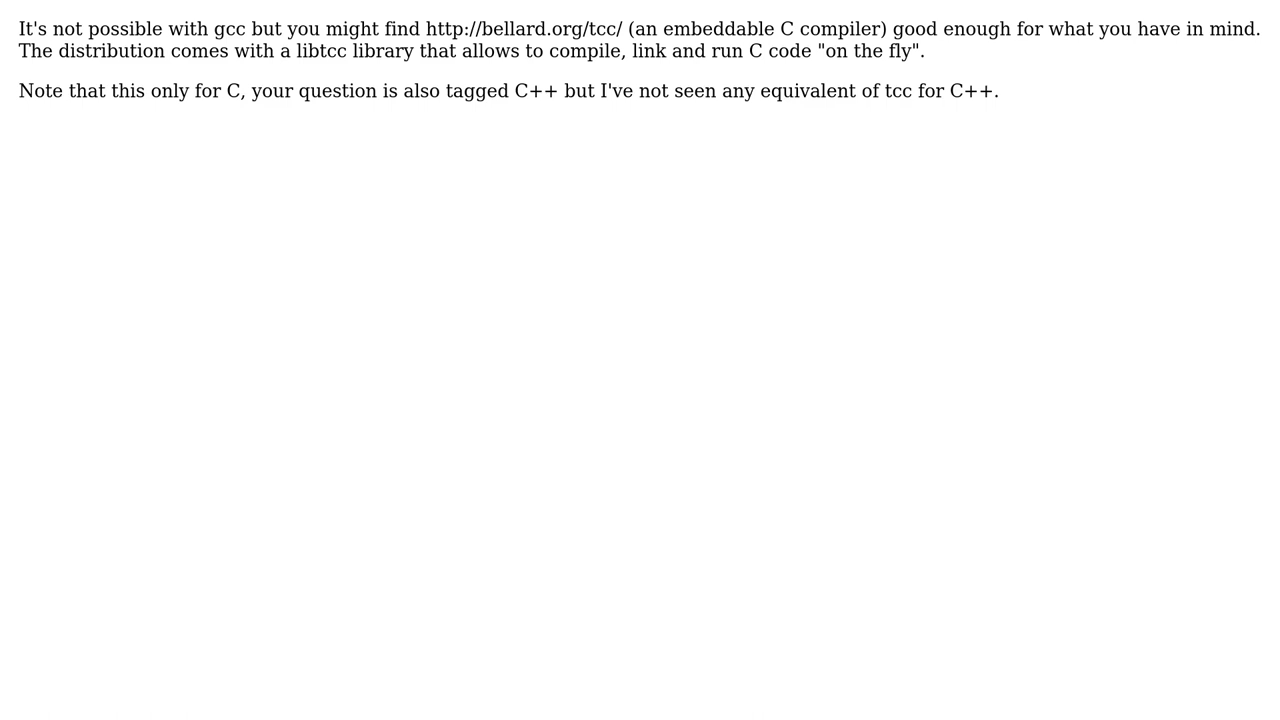 It's not possible with gcc but you might find http://bellard.org/tcc/ (an embeddable C compiler) good enough for what you have in mind.
The distribution comes with a libtcc library that allows to compile, link and run C code "on the fly".
Note that this only for C, your question is also tagged C++ but I've not seen any equivalent of tcc for C++.